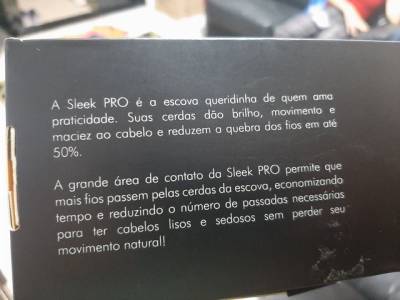 A Sleek PRO é a escova queridinha de quem ama
praticidade. Suas cerdas dão brilho, movimento e
maciez ao cabelo e reduzem a quebra dos fios em até
50%.
A grande área de contato da Sleek PRO permite que
mais fios passem pelas cerdas da escova, economizando
tempo e reduzindo o número de passadas necessárias
para ter cabelos lisos e sedosos sem perder seu
movimento natural!